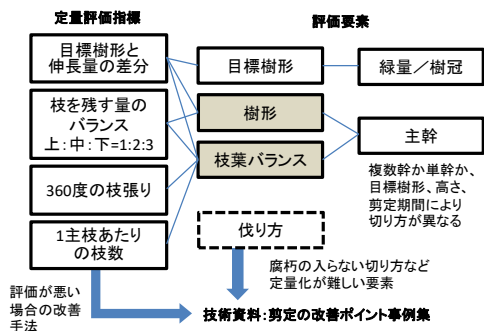 定量評価指標
評価要素
目標樹形と
伸長量の差分
枝を残す量の
バランス
上:中:下=1:2:3
360度の枝張り
1主枝あたり
の枝数
目標樹形
樹形
枝葉バランス
伐り方
緑量/樹冠
主幹
複数幹か単幹か、
目標樹形、高さ、
剪定期間により
切り方が異なる
腐朽の入らない切り方など
定量化が難しい要素
評価が悪い
場合の改善
手法
技術資料:剪定の改善ポイント事例集